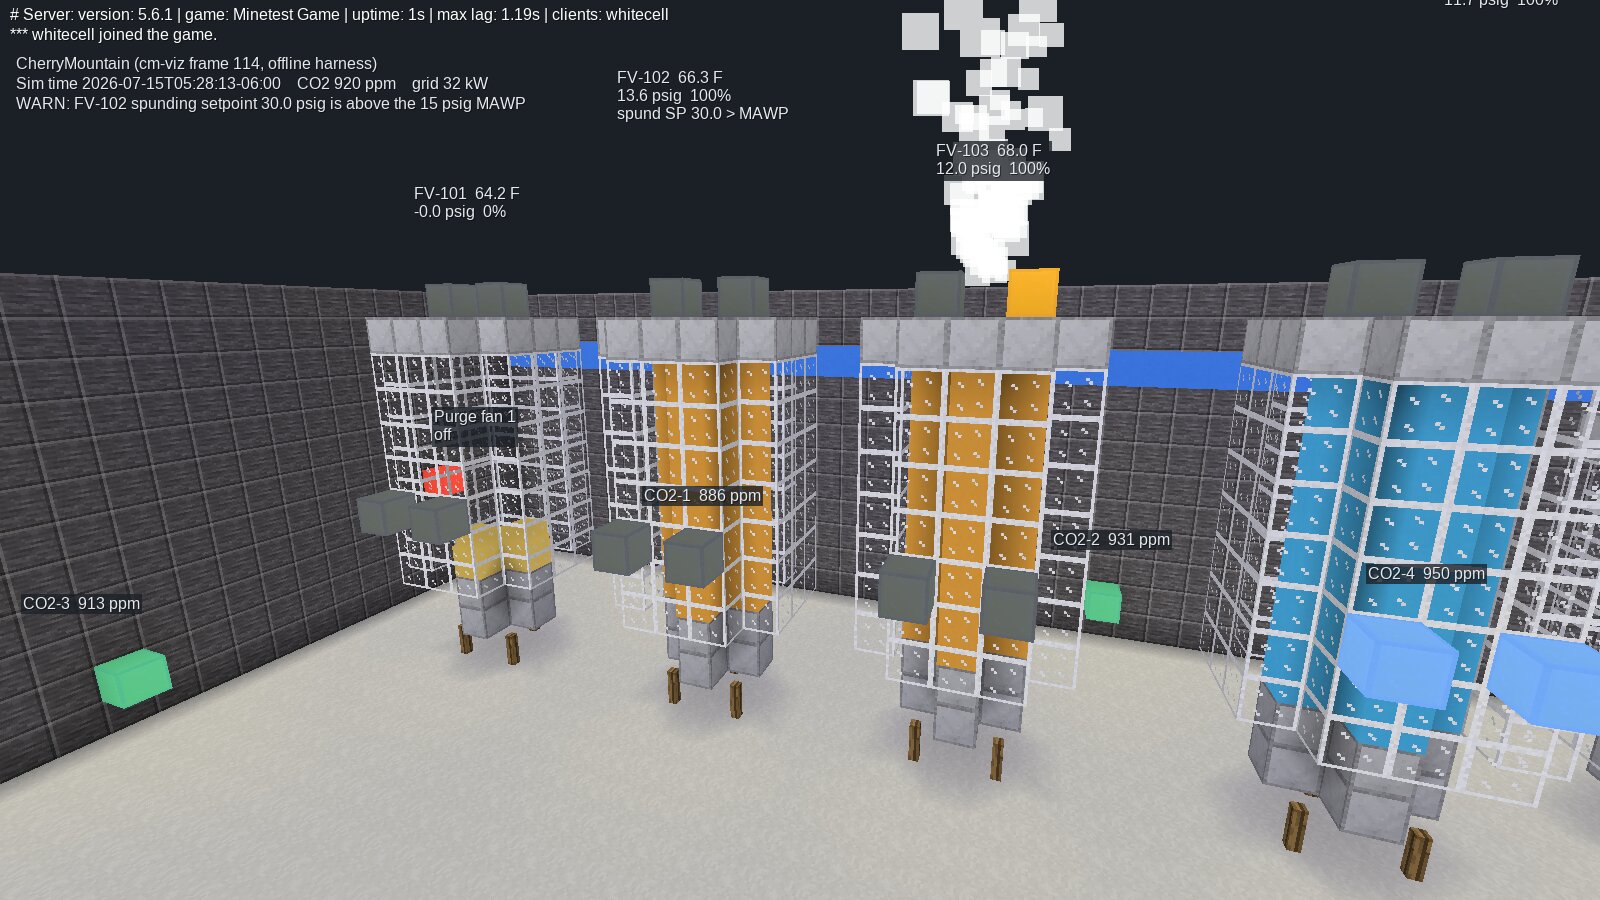 # Server: version: 5.6.1 | game: Minetest Game | uptime: 1s | max lag: 1.19s | clients: whitecell
*** whitecell joined the game.
CherryMountain (cm-viz frame 114, offline harness)
Sim time 2026-07-15T05:28:13-06:00    CO2 920 ppm    grid 32 kW
WARN: FV-102 spunding setpoint 30.0 psig is above the 15 psig MAWP
11.7 psig  100%
FV-102  66.3 F
13.6 psig  100%
spund SP 30.0 > MAWP
FV-103  68.0 F
12.0 psig  100%
FV-101  64.2 F
-0.0 psig  0%
Purge fan 1
off
CO2-1  886 ppm
CO2-2  931 ppm
CO2-4  950 ppm
CO2-3  913 ppm